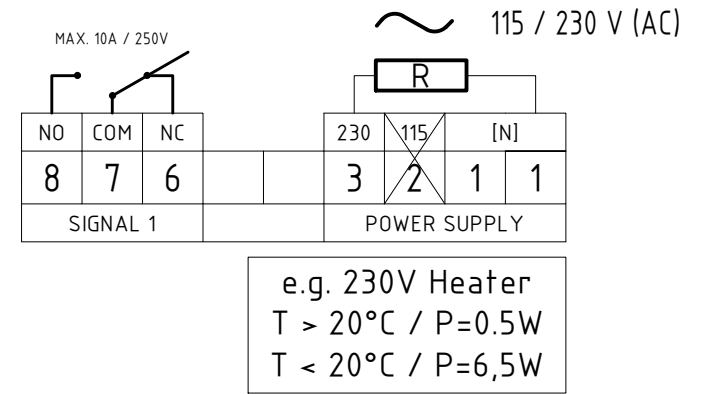 115 / 230 V (AC)
MAX. 10A / 250V
R
NO COM NC 230 115 [N]
8 7 6 3 2 1 1
SIGNAL 1 POWER SUPPLY
e.g. 230V Heater
T > 20°C / P=0.5W
T < 20°C / P=6,5W